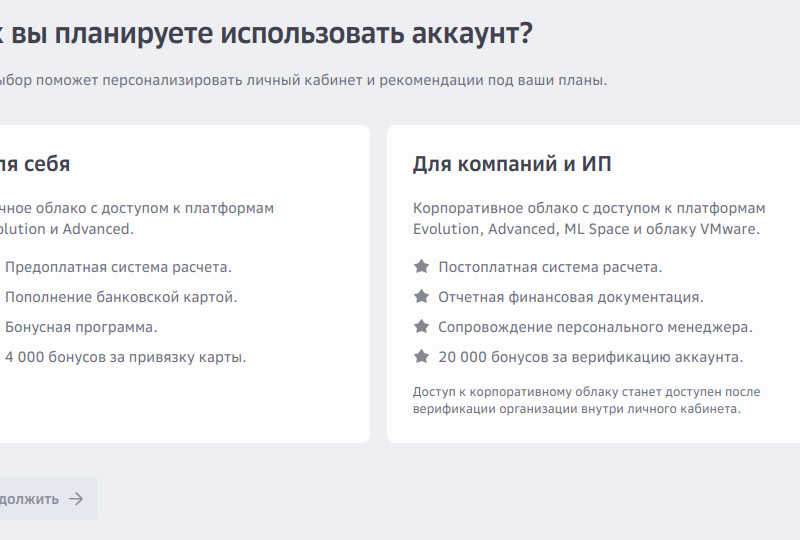 к вы планируете использовать аккаунт?
ыбор поможет персонализировать личный кабинет и рекомендации под ваши планы.
ля себя
чное облако с доступом к платформам
olution и Advanced.
Предоплатная система расчета.
Пополнение банковской картой.
Бонусная программа.
4 000 бонусов за привязку карты.
Для компаний и ИП
Корпоративное облако с доступом к платформам
Evolution, Advanced, ML Space и облаку VMware.
Постоплатная система расчета.
Отчетная финансовая документация.
Сопровождение персонального менеджера.
20 000 бонусов за верификацию аккаунта.
Доступ к корпоративному облаку станет доступен после
верификации организации внутри личного кабинета.
должить